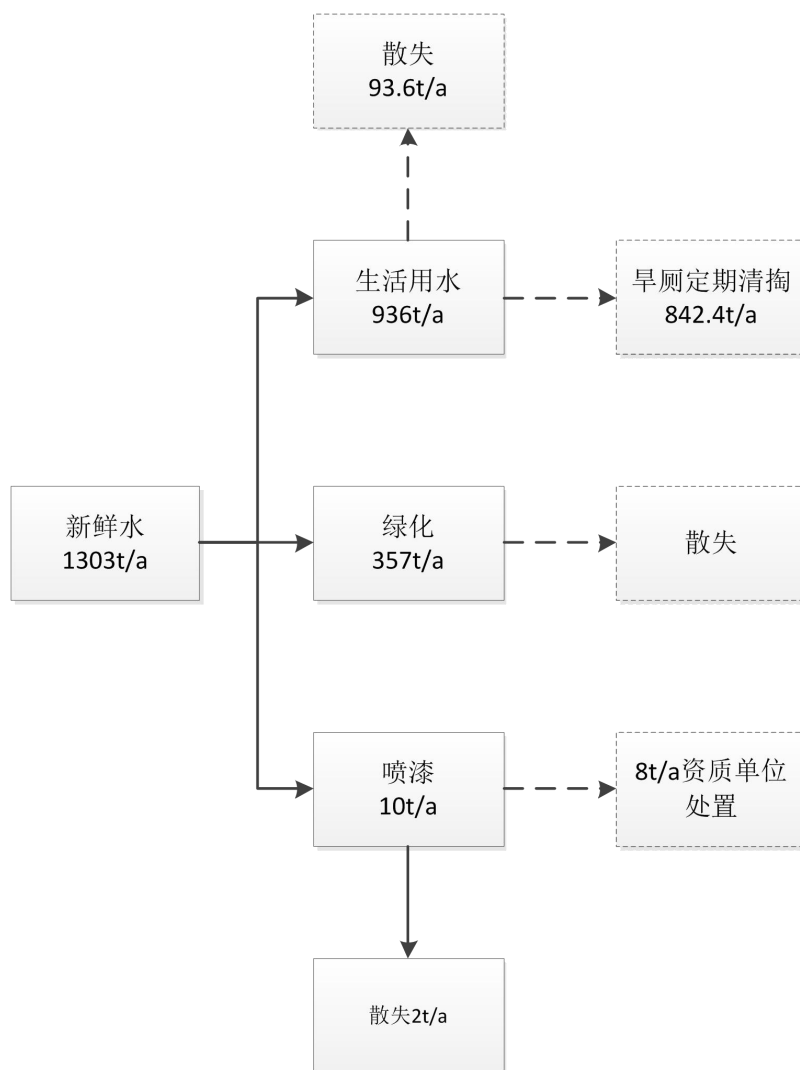 散失
93.6t/a
生活用水
936t/a
旱厕定期清掏
842.4t/a
新鲜水
1303t/a
绿化
357t/a
散失
喷漆
10t/a
8t/a资质单位
处置
散失2t/a